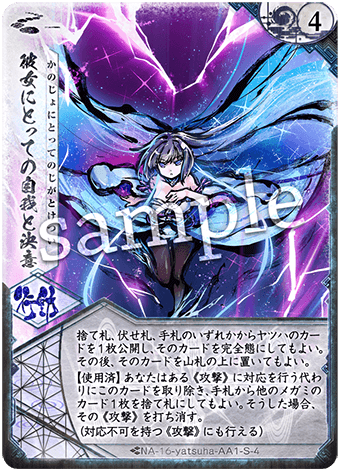 4
彼女にとっての自我と決意
かのじょにとってのじがとけ
sample
行動
捨て札、伏せ札、手札のいずれかからヤツハのカー
ドを1枚公開し、そのカードを完全態にしてもよい。
その後、そのカードを山札の上に置いてもよい。
【使用済】あなたはある《攻撃》に対応を行う代わ
りにこのカードを取り除き、手札から他のメガミの
カード1枚を捨て札にしてもよい。そうした場合、
その《攻撃》を打ち消す。
(対応不可を持つ《攻撃》にも行える)
NA-16-yatsuha-AA1-S-4